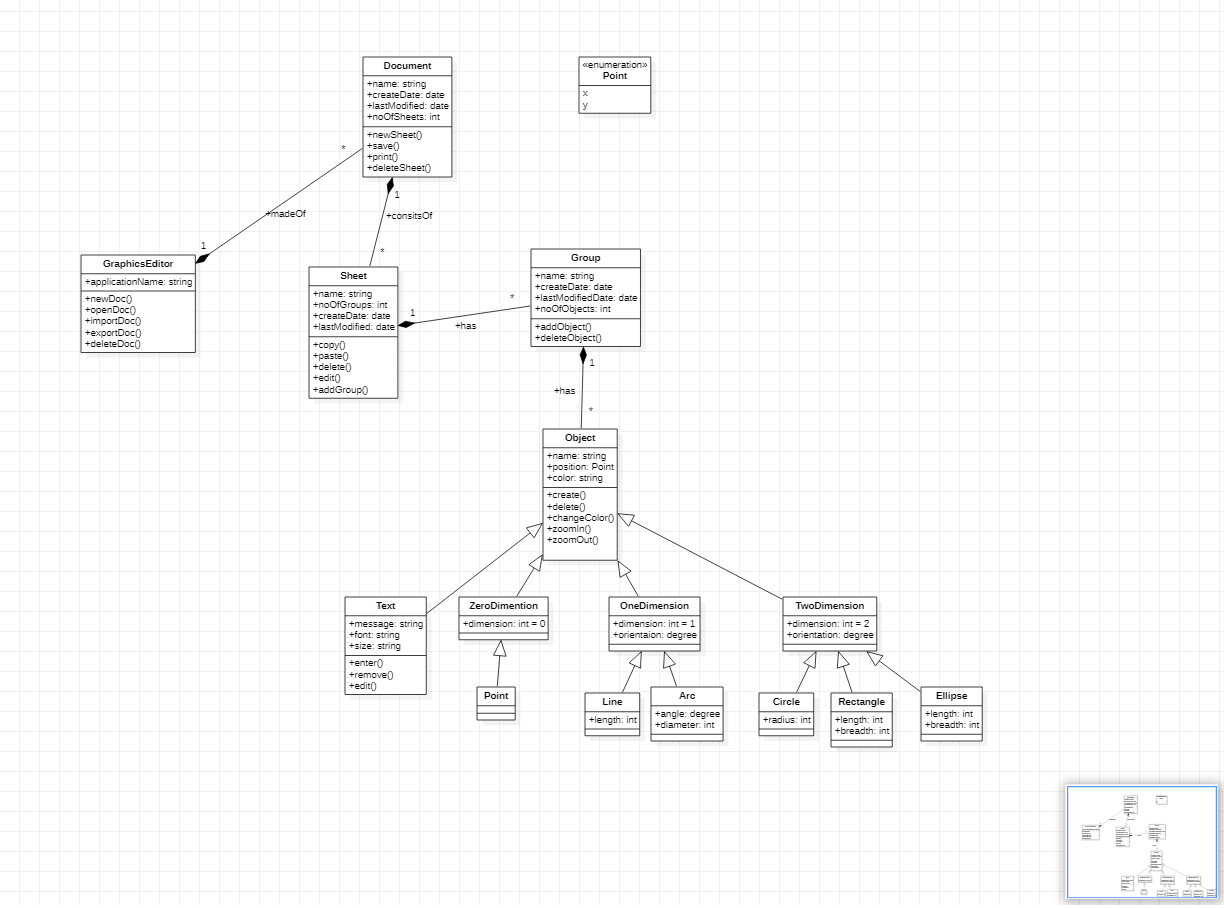 Document
+name: string
+createDate: date
+lastModified: date
+noOfSheets: int
+newSheet()
+save()
+print()
+deleteSheet()
«enumeration»
Point
x
y
*
1
+madeOf
+consitsOf
1
*
GraphicsEditor
+applicationName: string
+newDoc()
+openDoc()
+importDoc()
+exportDoc()
+deleteDoc()
Sheet
+name: string
+noOfGroups: int
+createDate: date
+lastModified: date
+copy()
+paste()
+delete()
+edit()
+addGroup()
1
*
+has
Group
+name: string
+createDate: date
+lastModifiedDate: date
+noOfObjects: int
+addObject()
+deleteObject()
1
+has
*
Object
+name: string
+position: Point
+color: string
+create()
+delete()
+changeColor()
+zoomIn()
+zoomOut()
Text
+message: string
+font: string
+size: string
+enter()
+remove()
+edit()
ZeroDimention
+dimension: int = 0
OneDimension
+dimension: int = 1
+orientaion: degree
TwoDimension
+dimension: int = 2
+orientation: degree
Point
Line
+length: int
Arc
+angle: degree
+diameter: int
Circle
+radius: int
Rectangle
+length: int
+breadth: int
Ellipse
+length: int
+breadth: int